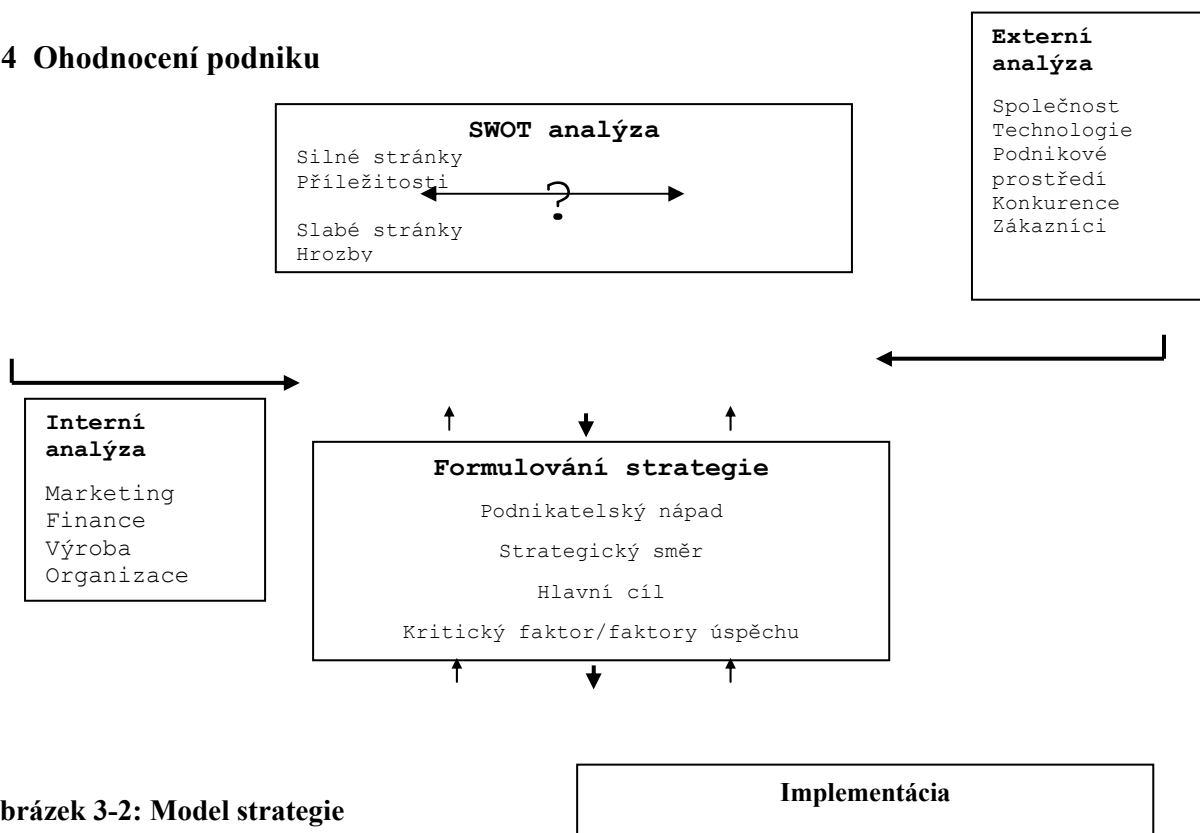 4 Ohodnocení podniku
Externí
analýza
Společnost
Technologie
Podnikové
prostředí
Konkurence
Zákazníci
SWOT analýza
Silné stránky
Příležitosti
?
Slabé stránky
Hrozby
Interní
analýza
Marketing
Finance
Výroba
Organizace
Formulování strategie
Podnikatelský nápad
Strategický směr
Hlavní cíl
Kritický faktor/faktory úspěchu
Implementácia
brázek 3-2: Model strategie